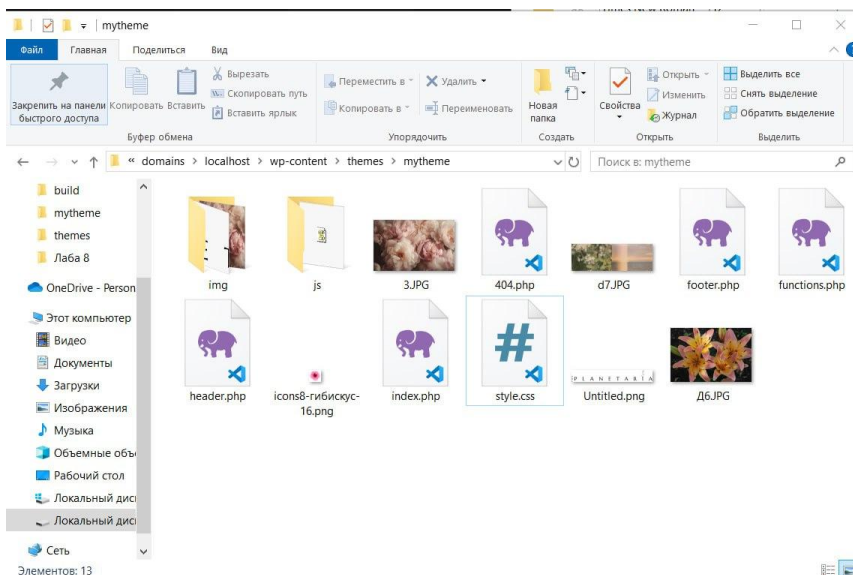 mytheme
Файл Главная Поделиться Вид
Закрепить на панели быстрого доступа
Копировать
Вставить
Вырезать
Скопировать путь
Вставить ярлык
Буфер обмена
Переместить в
Копировать в
Удалить
Переименовать
Упорядочить
Новая папка
Создать
Свойства
Открыть
Изменить
Журнал
Открыть
Выделить все
Снять выделение
Обратить выделение
Выделить
« domains > localhost > wp-content > themes > mytheme
Поиск в: mytheme
build
mytheme
themes
Лаба 8
OneDrive - Person
Этот компьютер
Видео
Документы
Загрузки
Изображения
Музыка
Объемные объе
Рабочий стол
Локальный дис
Локальный дис
Сеть
img
js
3.JPG
404.php
d7.JPG
footer.php
functions.php
header.php
icons8-гибискус-16.png
index.php
style.css
PLANETARIA
Untitled.png
Д6.JPG
Элементов: 13